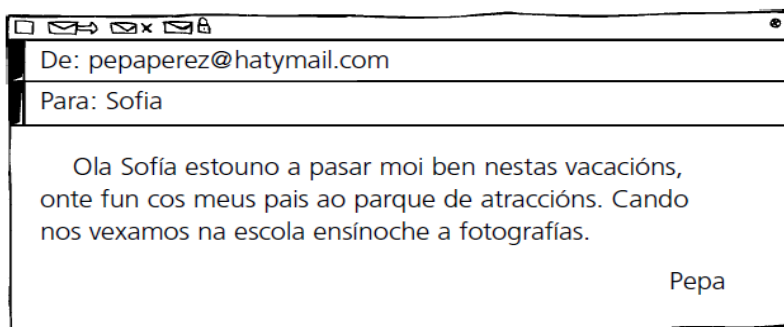 De: pepaperez@hatymail.com
Para: Sofia
Ola Sofía estouno a pasar moi ben nestas vacacións,
onte fun cos meus pais ao parque de atraccións. Cando
nos vexamos na escola ensínoche a fotografías.
Pepa